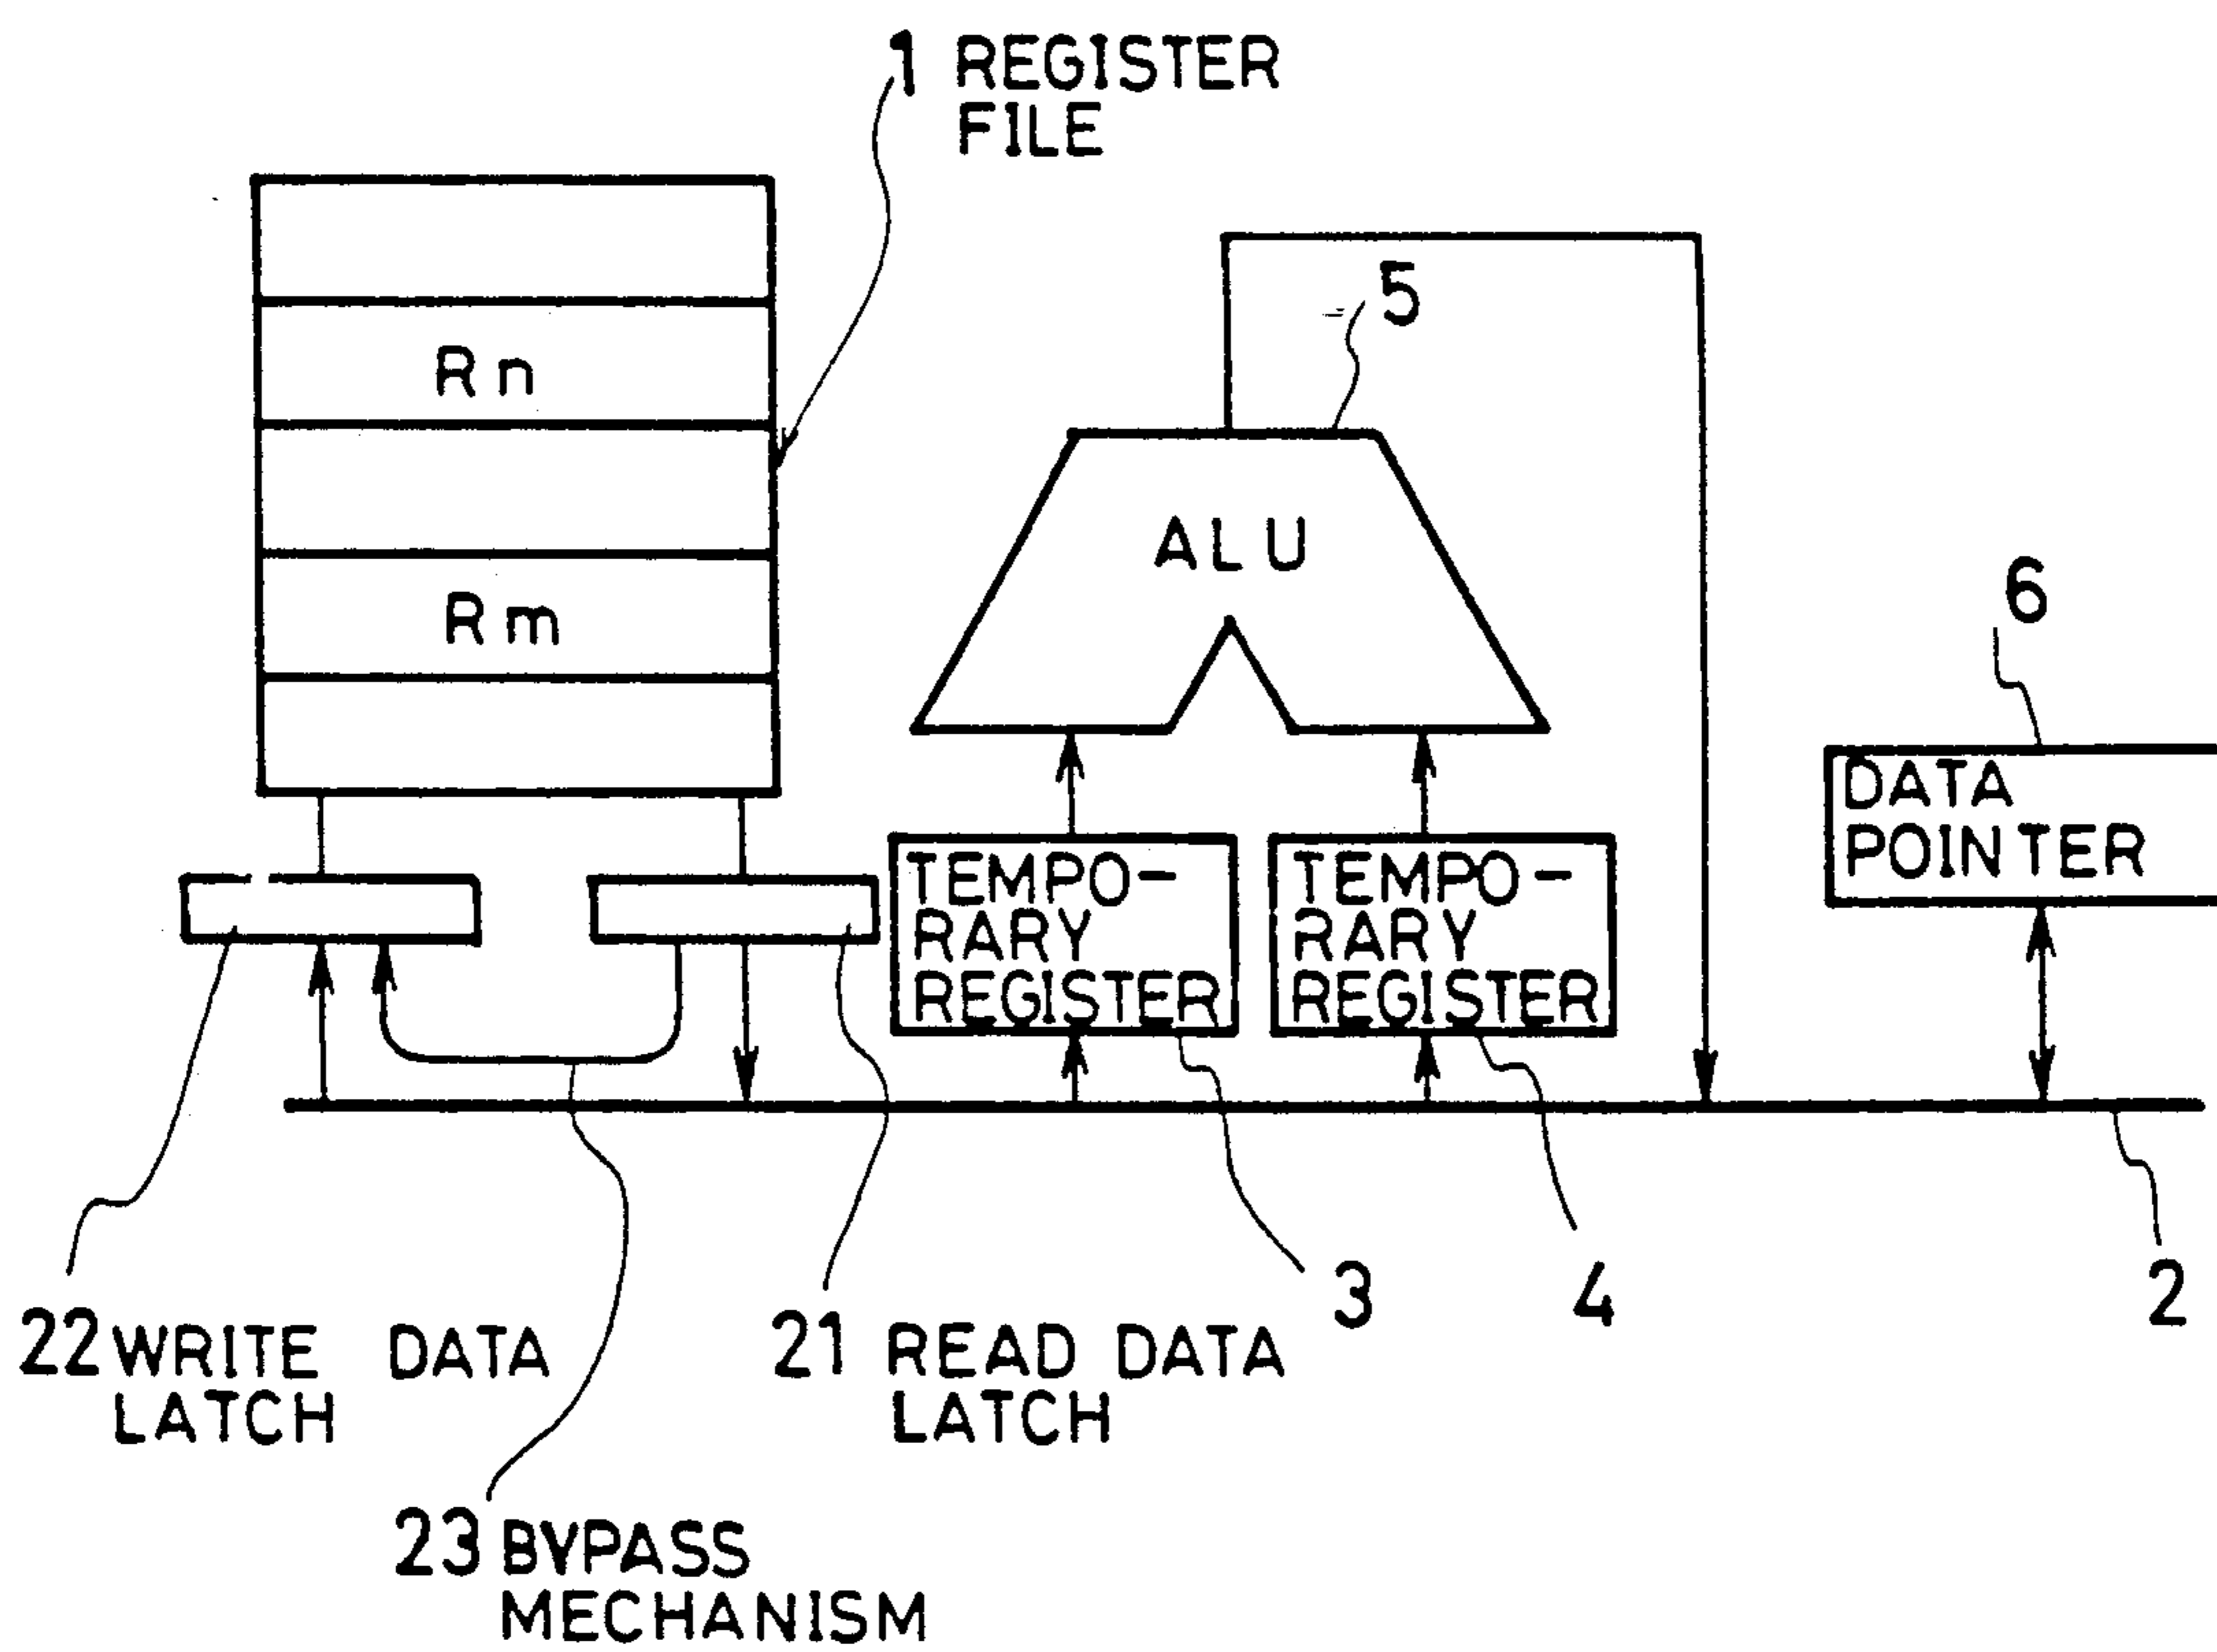 1 REGISTER
FILE
Rn
5
ALU
Rm
6
DATA
POINTER
TEMPO-
RARY
REGISTER
TEMPO-
RARY
REGISTER
3
4
2
22 WRITE DATA
LATCH
21 READ DATA
LATCH
23 BYPASS
MECHANISM